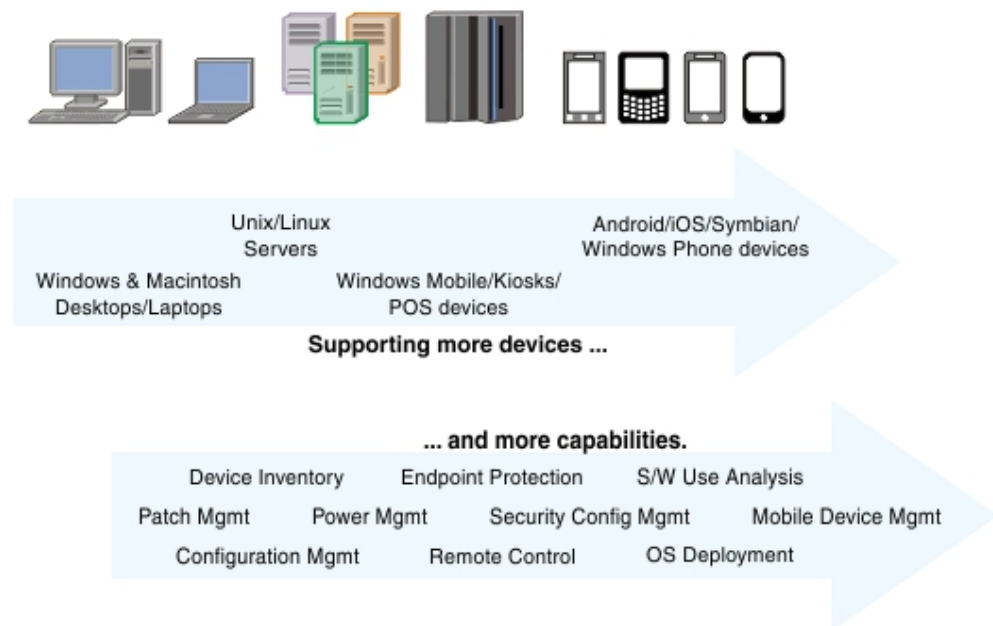 Unix/Linux
Servers
Android/iOS/Symbian/
Windows Phone devices
Windows & Macintosh
Desktops/Laptops
Windows Mobile/Kiosks/
POS devices
Supporting more devices ...
... and more capabilities.
Device Inventory Endpoint Protection S/W Use Analysis
Patch Mgmt Power Mgmt Security Config Mgmt Mobile Device Mgmt
Configuration Mgmt Remote Control OS Deployment